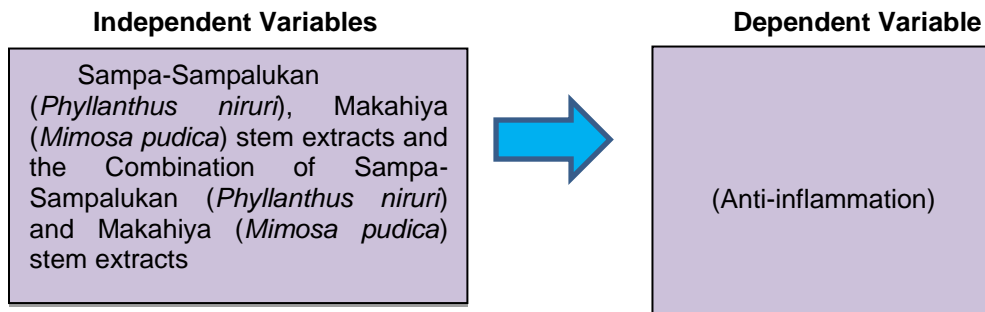 Independent Variables
Dependent Variable
Sampa-Sampalukan
(Phyllanthus niruri), Makahiya
(Mimosa pudica) stem extracts and
the Combination of Sampa-
Sampalukan (Phyllanthus niruri)
and Makahiya (Mimosa pudica)
stem extracts
(Anti-inflammation)